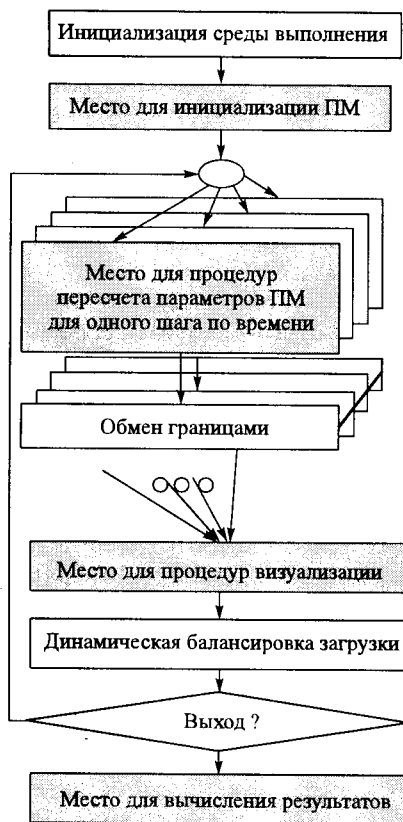 Инициализация среды выполнения
Место для инициализации ПМ
Место для процедур
пересчета параметров ПМ
для одного шага по времени
Обмен границами
Место для процедур визуализации
Динамическая балансировка загрузки
Выход ?
Место для вычисления результатов